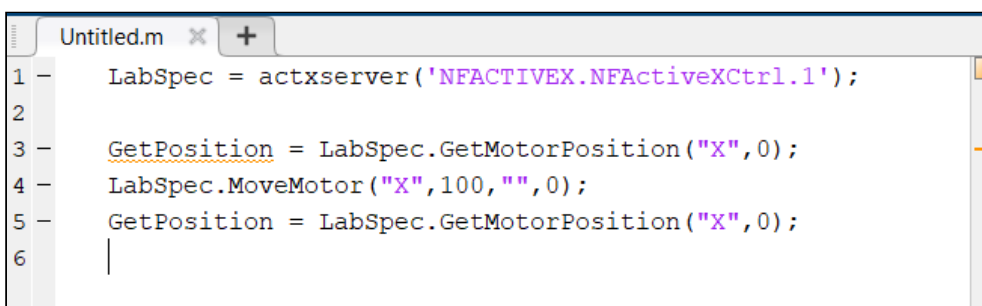 Untitled.m × +
1 - LabSpec = actxserver('NFACTIVEX.NFActiveXCtrl.1');
2
3 - GetPosition = LabSpec.GetMotorPosition("X",0);
4 - LabSpec.MoveMotor("X",100,"",0);
5 - GetPosition = LabSpec.GetMotorPosition("X",0);
6